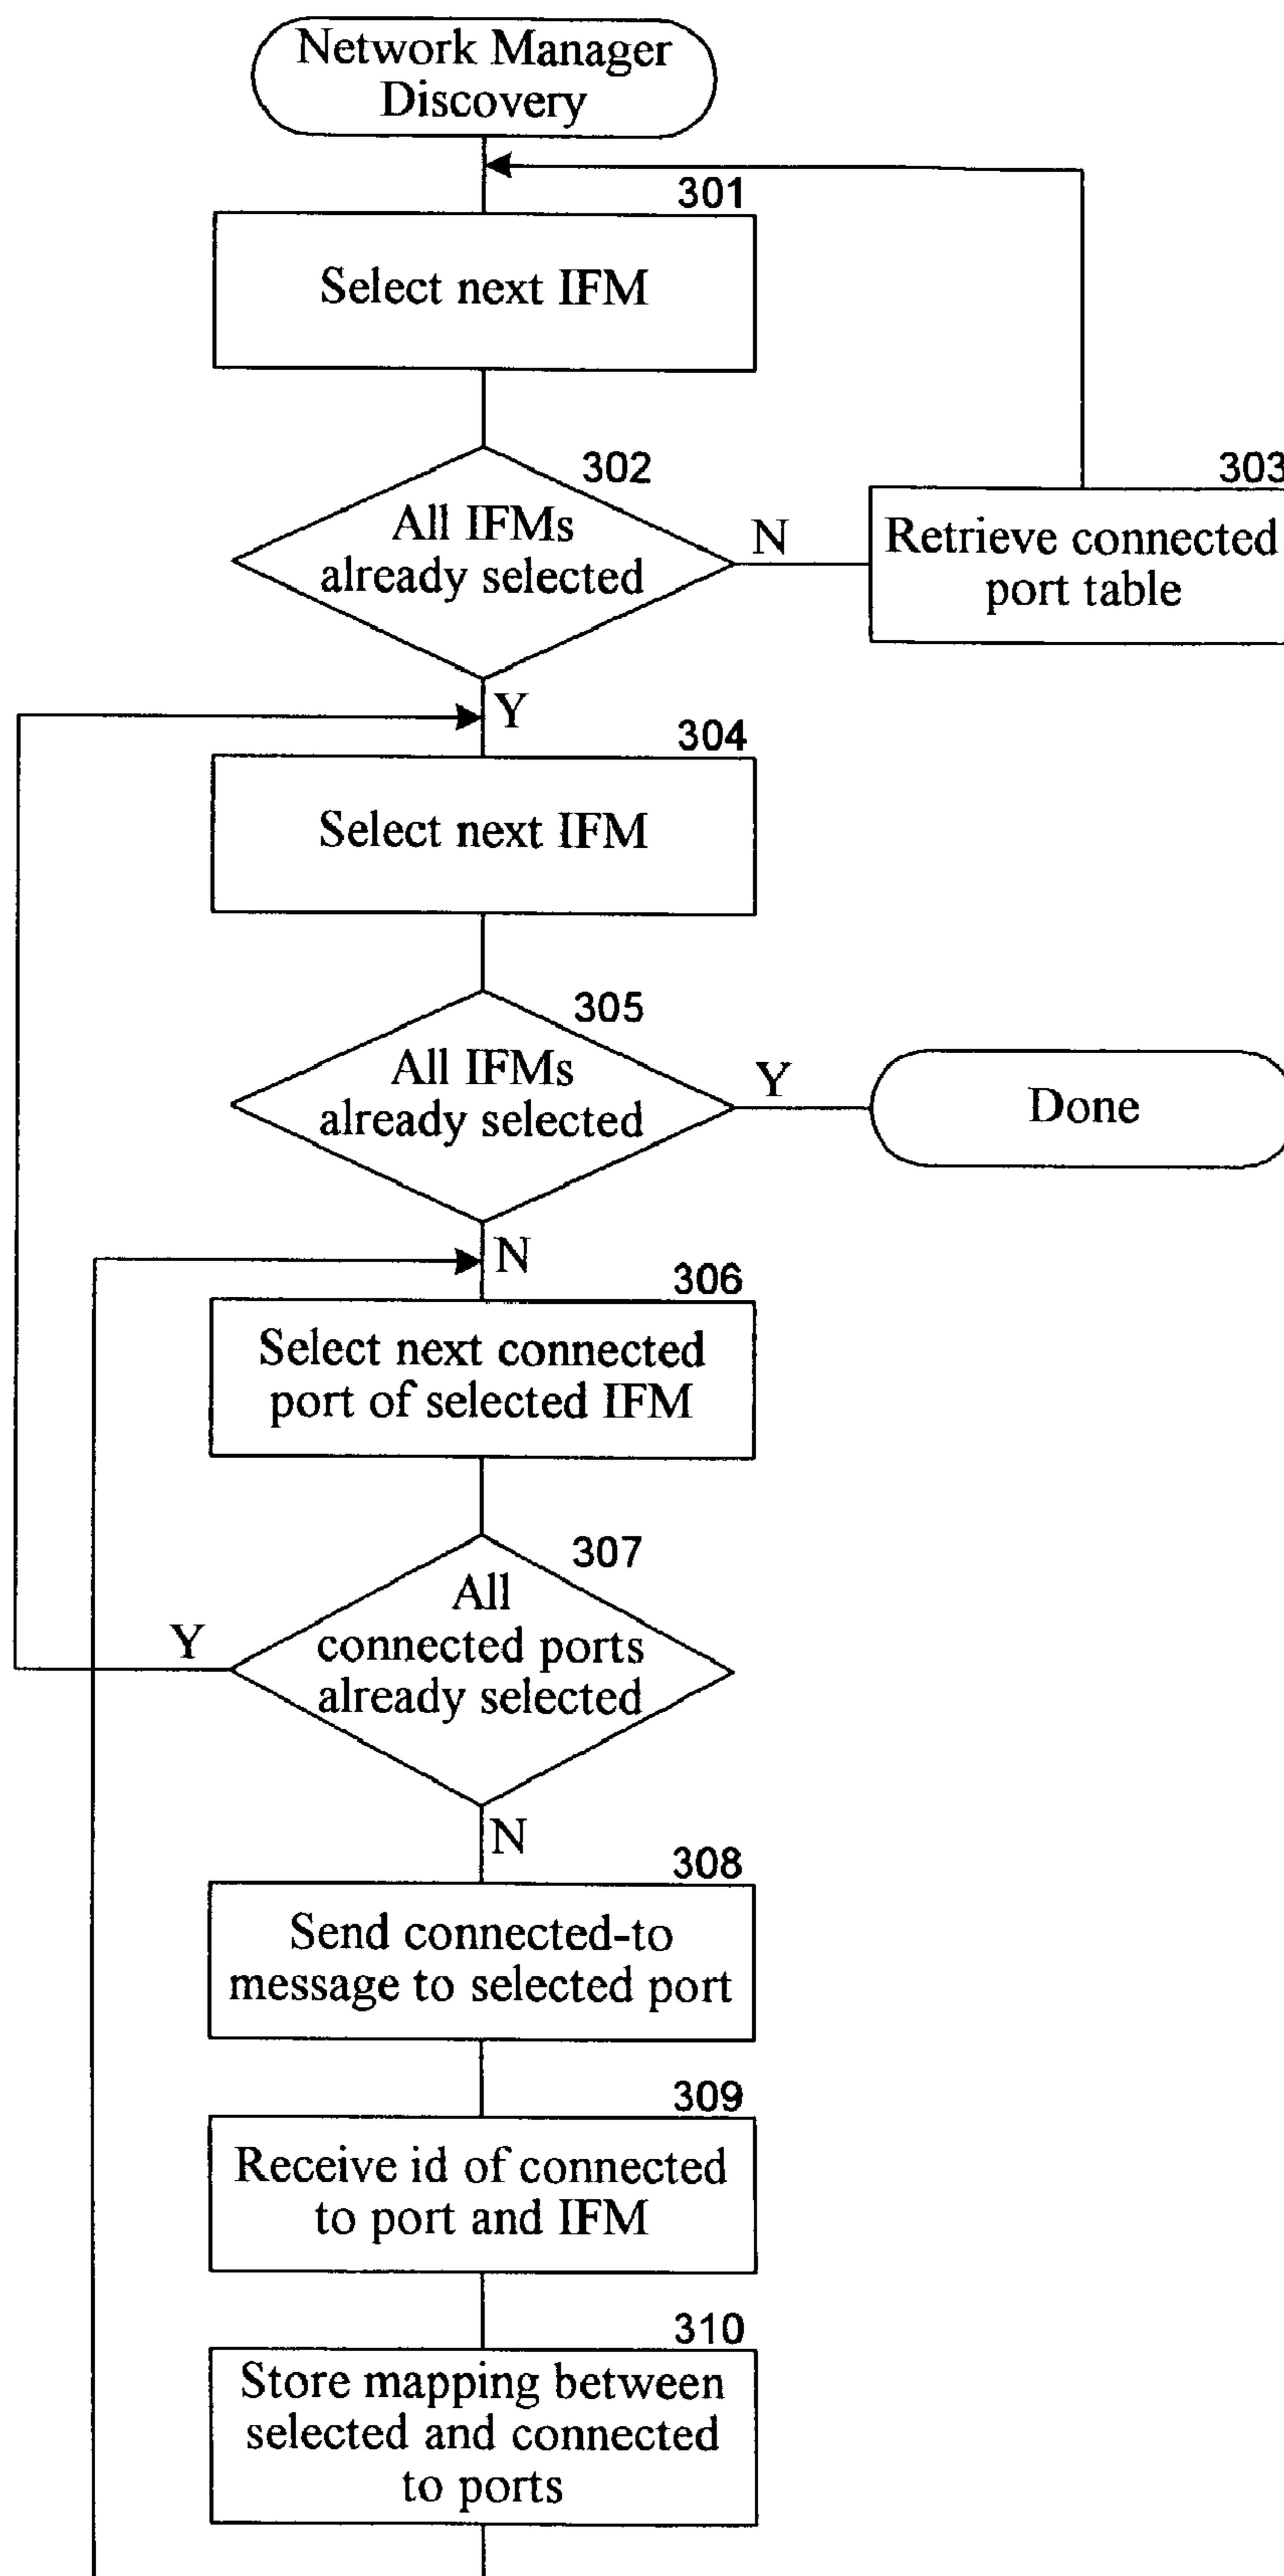 Network Manager
Discovery
301
Select next IFM
302
All IFMs
already selected
N
303
Retrieve connected
port table
Y
304
Select next IFM
305
All IFMs
already selected
Y
Done
N
306
Select next connected
port of selected IFM
307
All
connected ports
already selected
Y
N
308
Send connected-to
message to selected port
309
Receive id of connected
to port and IFM
310
Store mapping between
selected and connected
to ports